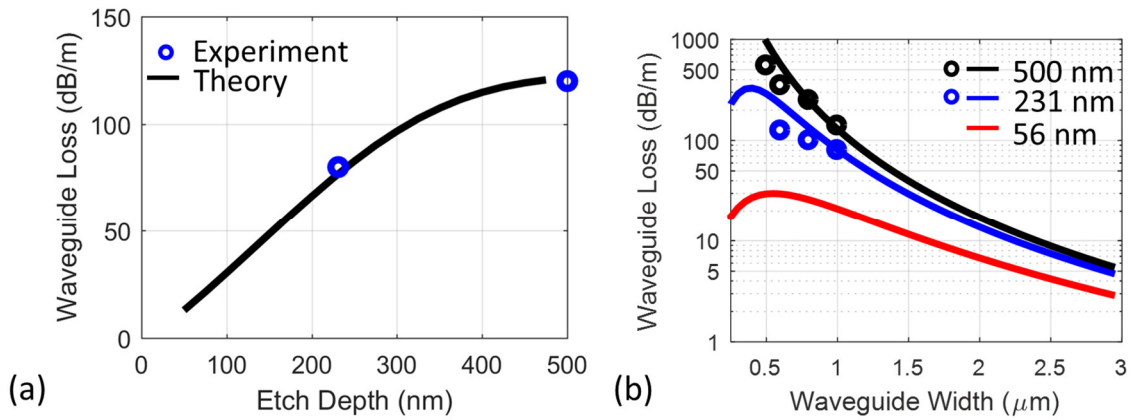 150
100
50
0
Waveguide Loss (dB/m)
Experiment
Theory
0
100
200
300
400
500
Etch Depth (nm)
(a)
1000
500
100
50
10
5
1
Waveguide Loss (dB/m)
500 nm
231 nm
56 nm
0.5
1
1.5
2
2.5
3
Waveguide Width (μm)
(b)